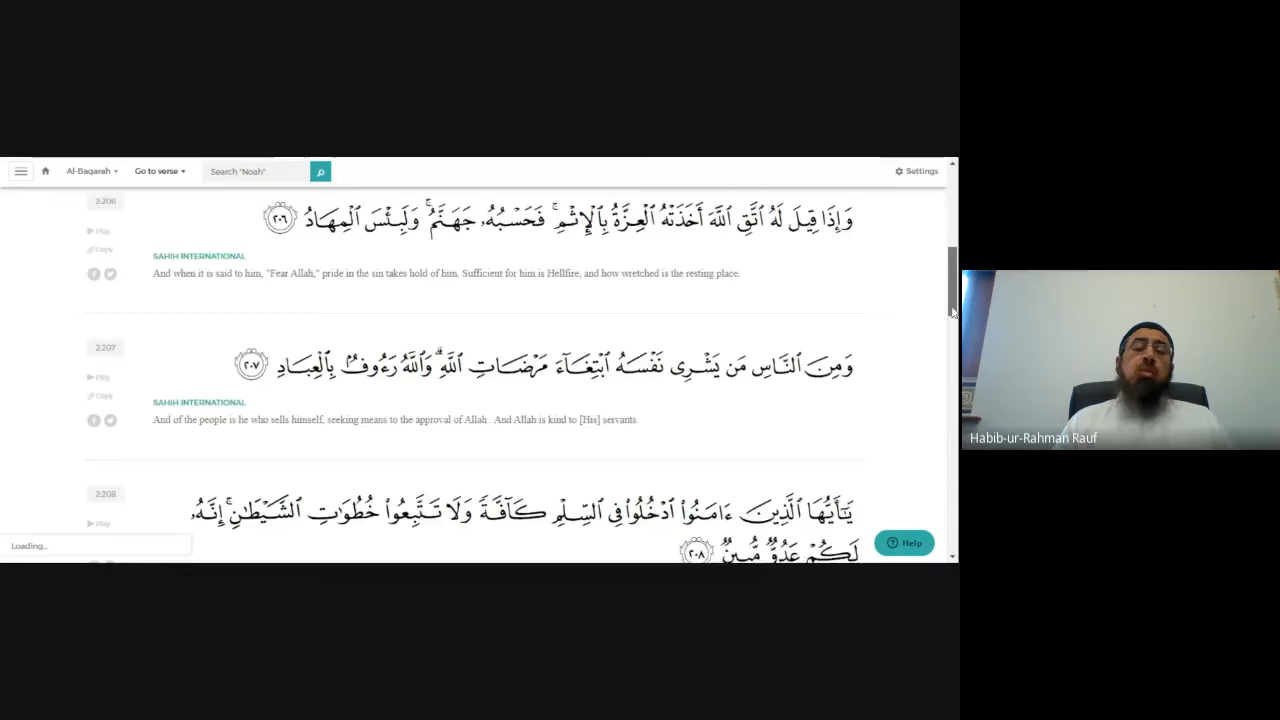 Al-Baqarah
Go to verse
Search "Noah"
Settings
2:206
وَإِذَا قِيلَ لَهُ ٱتَّقِ ٱللَّهَ أَخَذَتْهُ ٱلْعِزَّةُ بِٱلْإِثْمِ ۚ فَحَسْبُهُۥ جَهَنَّمُ ۚ وَلَبِئْسَ ٱلْمِهَادُ ٢٠٦
Play
Copy
SAHIH INTERNATIONAL
And when it is said to him, "Fear Allah," pride in the sin takes hold of him. Sufficient for him is Hellfire, and how wretched is the resting place.
2:207
وَمِنَ ٱلنَّاسِ مَن يَشْرِى نَفْسَهُ ٱبْتِغَآءَ مَرْضَاتِ ٱللَّهِ ۗ وَٱللَّهُ رَءُوفٌۢ بِٱلْعِبَادِ ٢٠٧
Play
Copy
SAHIH INTERNATIONAL
And of the people is he who sells himself, seeking means to the approval of Allah . And Allah is kind to [His] servants.
2:208
يَـٰٓأَيُّهَا ٱلَّذِينَ ءَامَنُوا۟ ٱدْخُلُوا۟ فِى ٱلسِّلْمِ كَآفَّةً وَلَا تَتَّبِعُوا۟ خُطُوَٰتِ ٱلشَّيْطَـٰنِ ۚ إِنَّهُۥ
لَكُمْ عَدُوٌّ مُّبِينٌ ٢٠٨
Play
Loading...
Help
Habib-ur-Rahman Rauf